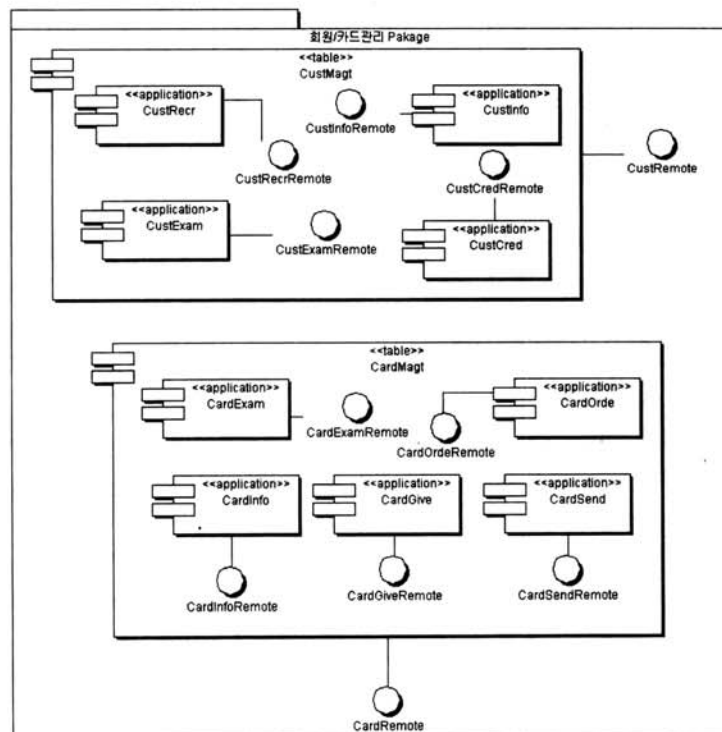 회원/카드관리 Pakage
<<table>>
CustMagt
<<application>>
CustRecr
CustRecrRemote
CustInfoRemote
<<application>>
CustInfo
CustRemote
CustCredRemote
<<application>>
CustExam
CustExamRemote
<<application>>
CustCred
<<table>>
CardMagt
<<application>>
CardExam
CardExamRemote
CardOrdeRemote
<<application>>
CardOrde
<<application>>
CardInfo
<<application>>
CardGive
<<application>>
CardSend
CardInfoRemote
CardGiveRemote
CardSendRemote
CardRemote